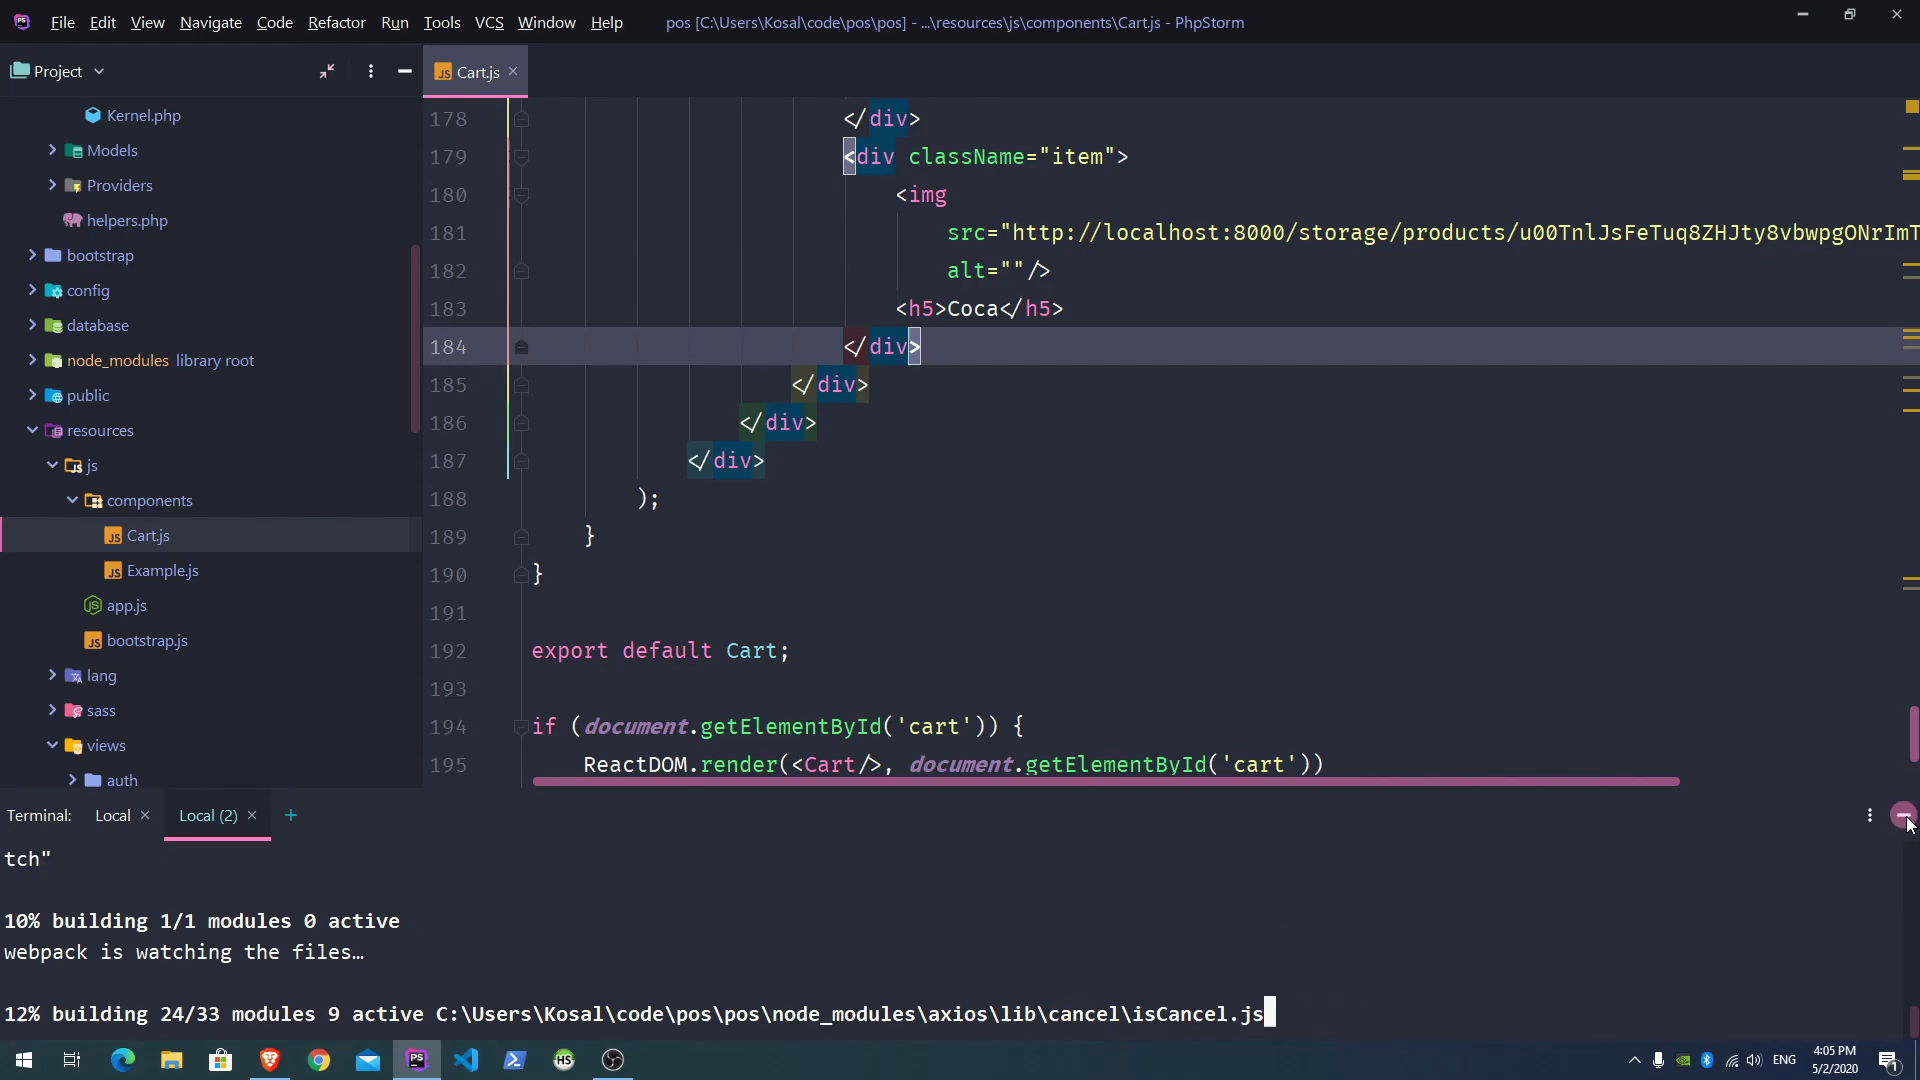 File Edit View Navigate Code Refactor Run Tools VCS Window Help pos [C:\Users\Kosal\code\pos\pos] - ...\resources\js\components\Cart.js - PhpStorm
Project
Cart.js
Kernel.php
Models
Providers
helpers.php
bootstrap
config
database
node_modules library root
public
resources
js
components
Cart.js
Example.js
app.js
bootstrap.js
lang
sass
views
auth
178 </div>
179 <div className="item">
180 <img
181 src="http://localhost:8000/storage/products/u00TnlJsFeTuq8ZHJty8vbwpgONrImT
182 alt=""/>
183 <h5>Coca</h5>
184 </div>
185 </div>
186 </div>
187 </div>
188 );
189 }
190 }
191
192 export default Cart;
193
194 if (document.getElementById('cart')) {
195 ReactDOM.render(<Cart/>, document.getElementById('cart'))
Terminal: Local Local (2)
tch"
10% building 1/1 modules 0 active
webpack is watching the files…
12% building 24/33 modules 9 active C:\Users\Kosal\code\pos\pos\node_modules\axios\lib\cancel\isCancel.js
ENG
4:05 PM
5/2/2020
1